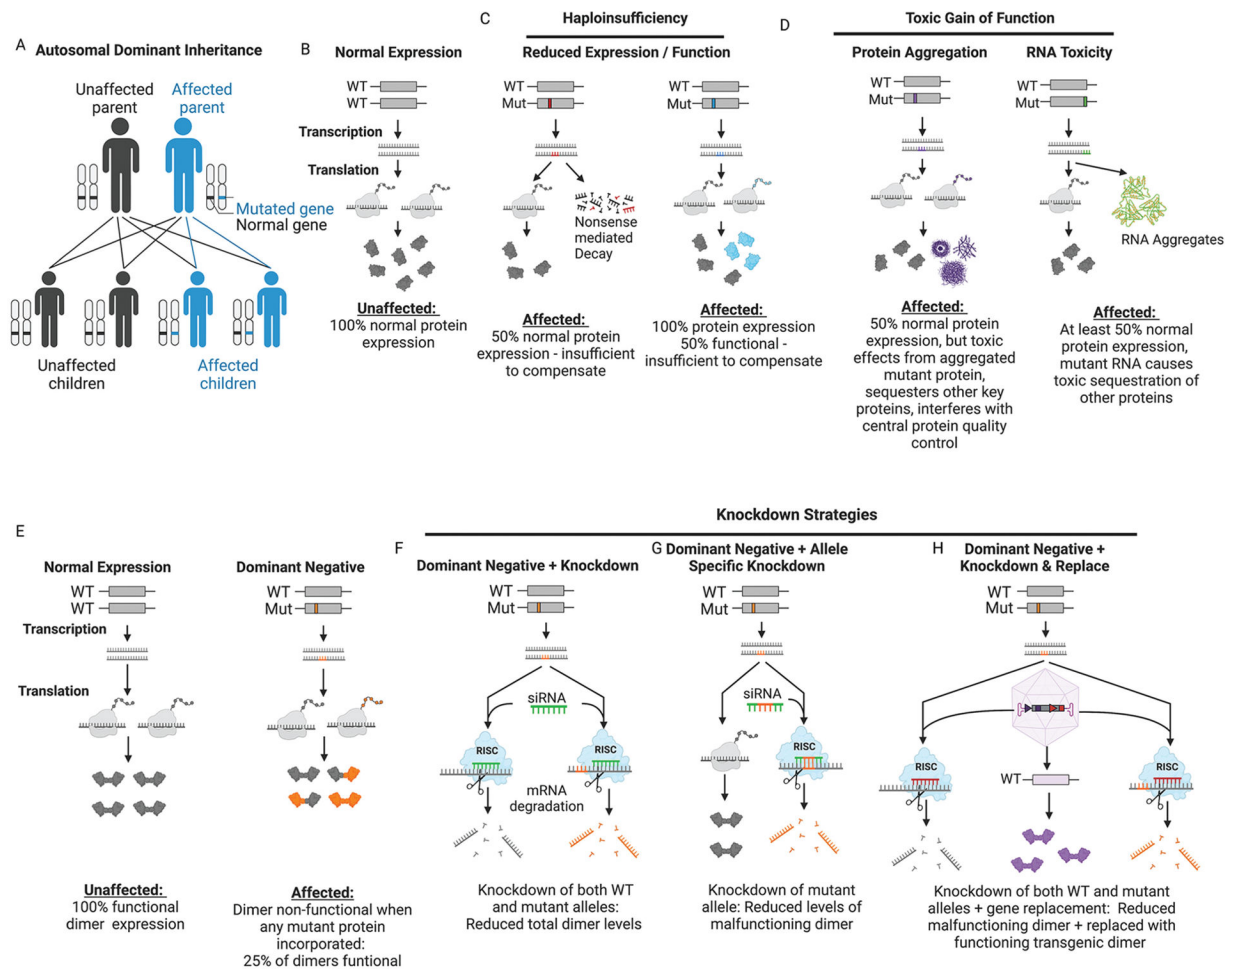 A
Autosomal Dominant Inheritance
Unaffected
parent
Affected
parent
Mutated gene
Normal gene
Unaffected
children
Affected
children
B
Normal Expression
WT
WT
Transcription
Translation
Unaffected:
100% normal protein
expression
C
Haploinsufficiency
Reduced Expression / Function
WT
Mut
Nonsense
mediated
Decay
Affected:
50% normal protein
expression - insufficient
to compensate
WT
Mut
Affected:
100% protein expression
50% functional -
insufficient to compensate
D
Toxic Gain of Function
Protein Aggregation
WT
Mut
Affected:
50% normal protein
expression, but toxic
effects from aggregated
mutant protein,
sequesters other key
proteins, interferes with
central protein quality
control
RNA Toxicity
WT
Mut
RNA Aggregates
Affected:
At least 50% normal
protein expression,
mutant RNA causes
toxic sequestration of
other proteins
E
Normal Expression
WT
WT
Transcription
Translation
Unaffected:
100% functional
dimer expression
Dominant Negative
WT
Mut
Affected:
Dimer non-functional when
any mutant protein
incorporated:
25% of dimers funtional
Knockdown Strategies
F
Dominant Negative + Knockdown
WT
Mut
siRNA
RISC
RISC
mRNA
degradation
Knockdown of both WT
and mutant alleles:
Reduced total dimer levels
G
Dominant Negative + Allele
Specific Knockdown
WT
Mut
siRNA
RISC
Knockdown of mutant
allele: Reduced levels of
malfunctioning dimer
H
Dominant Negative +
Knockdown & Replace
WT
Mut
RISC
WT
RISC
Knockdown of both WT and mutant
alleles + gene replacement: Reduced
malfunctioning dimer + replaced with
functioning transgenic dimer